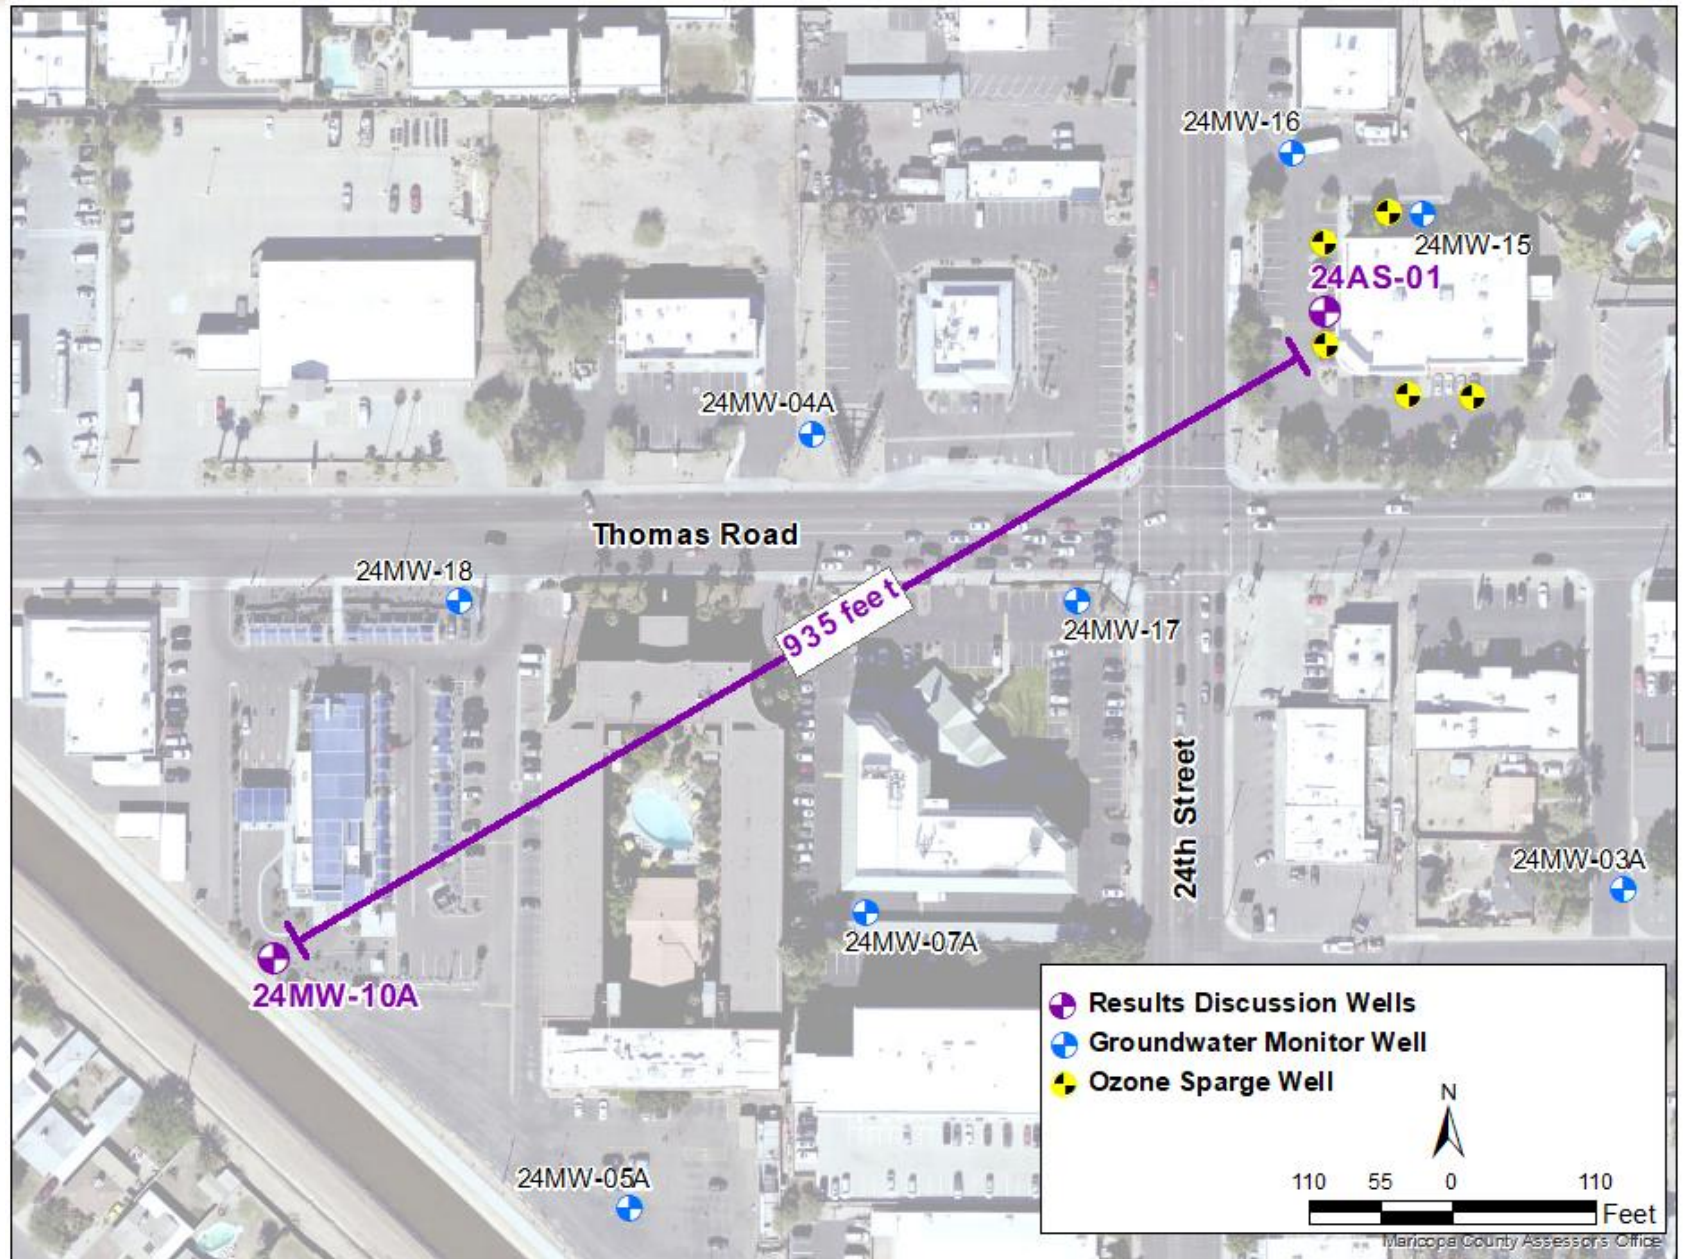 24MW-16
24MW-15
24AS-01
24MW-04A
Thomas Road
24MW-18
935 feet
24MW-17
24th Street
24MW-03A
24MW-07A
24MW-10A
24MW-05A
Results Discussion Wells
Groundwater Monitor Well
Ozone Sparge Well
N
110 55 0 110
Feet
Maricopa County Assessor's Office